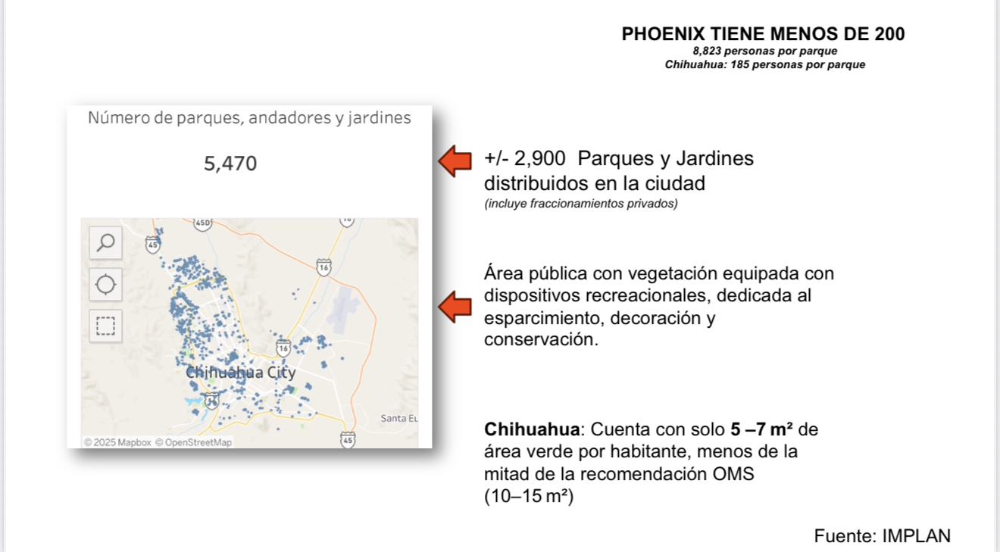 PHOENIX TIENE MENOS DE 200
8,823 personas por parque
Chihuahua: 185 personas por parque
Número de parques, andadores y jardines
5,470
+/- 2,900 Parques y Jardines
distribuidos en la ciudad
(incluye fraccionamientos privados)
45D
45
16
16
Chihuahua City
Santa Eu
45
© 2025 Mapbox © OpenStreetMap
Área pública con vegetación equipada con
dispositivos recreacionales, dedicada al
esparcimiento, decoración y
conservación.
Chihuahua: Cuenta con solo 5 –7 m² de
área verde por habitante, menos de la
mitad de la recomendación OMS
(10–15 m²)
Fuente: IMPLAN